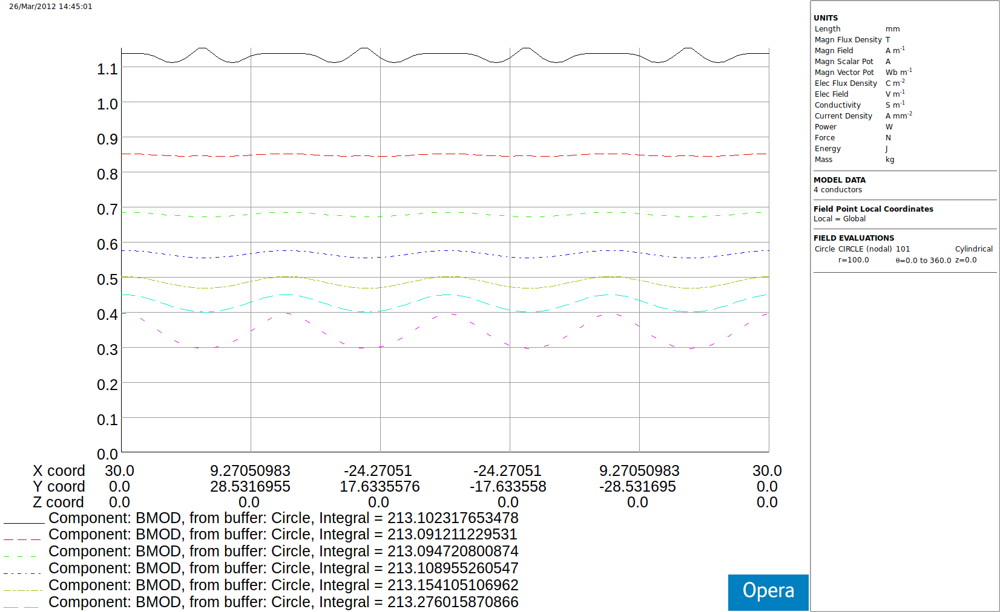 26/Mar/2012 14:45:01
1.1
1.0
0.9
0.8
0.7
0.6
0.5
0.4
0.3
0.2
0.1
0.0
X coord 30.0 9.27050983 -24.27051 -24.27051 9.27050983 30.0
Y coord 0.0 28.5316955 17.6335576 -17.633558 -28.531695 0.0
Z coord 0.0 0.0 0.0 0.0 0.0 0.0
Component: BMOD, from buffer: Circle, Integral = 213.102317653478
Component: BMOD, from buffer: Circle, Integral = 213.091211229531
Component: BMOD, from buffer: Circle, Integral = 213.094720800874
Component: BMOD, from buffer: Circle, Integral = 213.108955260547
Component: BMOD, from buffer: Circle, Integral = 213.154105106962
Component: BMOD, from buffer: Circle, Integral = 213.276015870866
Opera
UNITS
Length mm
Magn Flux Density T
Magn Field A m⁻¹
Magn Scalar Pot A
Magn Vector Pot Wb m⁻¹
Elec Flux Density C m⁻²
Elec Field V m⁻¹
Conductivity S m⁻¹
Current Density A mm⁻²
Power W
Force N
Energy J
Mass kg
MODEL DATA
4 conductors
Field Point Local Coordinates
Local = Global
FIELD EVALUATIONS
Circle CIRCLE (nodal) 101 Cylindrical
r=100.0 θ=0.0 to 360.0 z=0.0